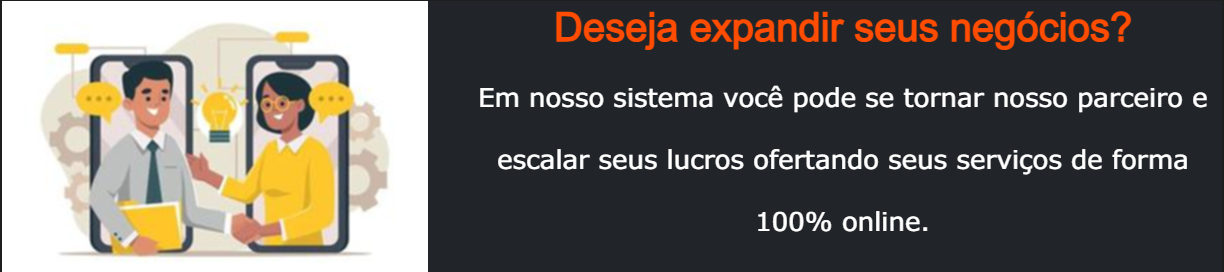 Deseja expandir seus negócios?
Em nosso sistema você pode se tornar nosso parceiro e
escalar seus lucros ofertando seus serviços de forma
100% online.